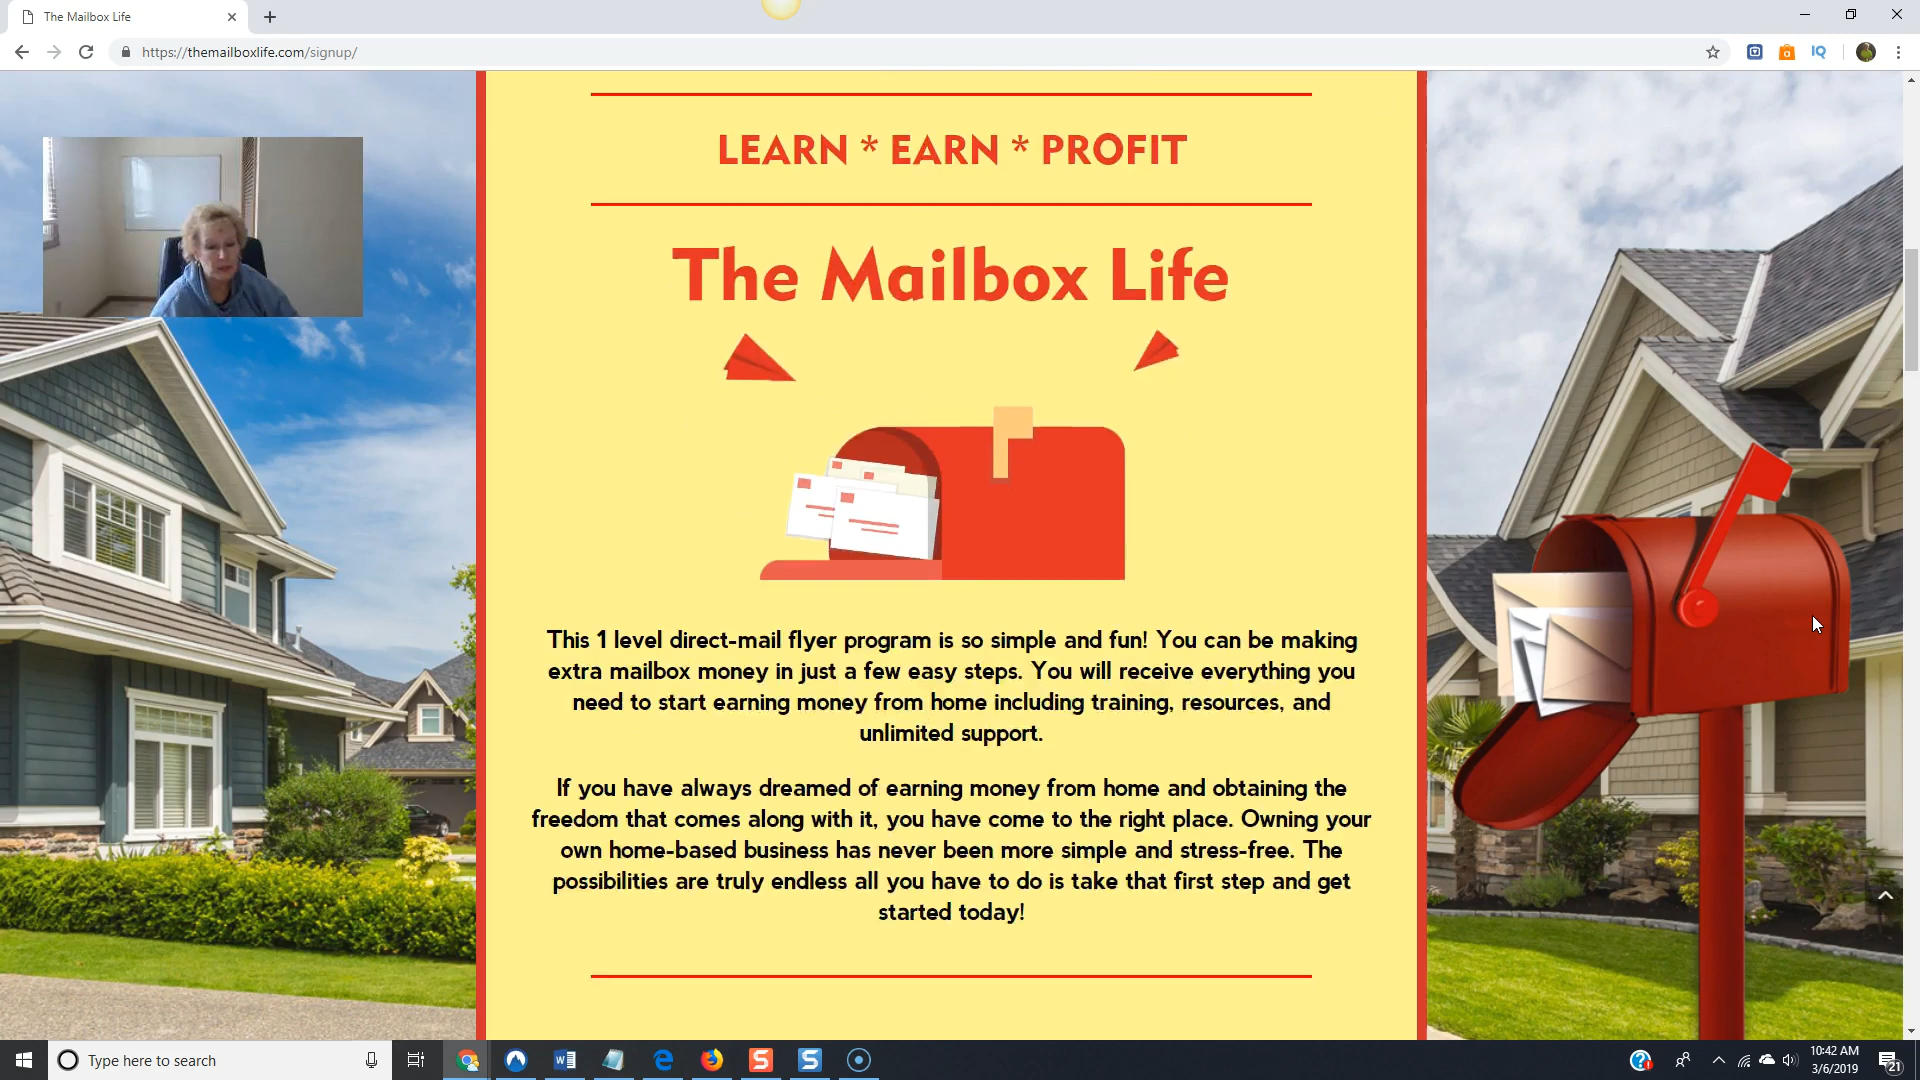 The Mailbox Life
https://themailboxlife.com/signup/
IQ
LEARN * EARN * PROFIT
The Mailbox Life
This 1 level direct-mail flyer program is so simple and fun! You can be making
extra mailbox money in just a few easy steps. You will receive everything you
need to start earning money from home including training, resources, and
unlimited support.
If you have always dreamed of earning money from home and obtaining the
freedom that comes along with it, you have come to the right place. Owning your
own home-based business has never been more simple and stress-free. The
possibilities are truly endless all you have to do is take that first step and get
started today!
Type here to search
10:42 AM
3/6/2019
21